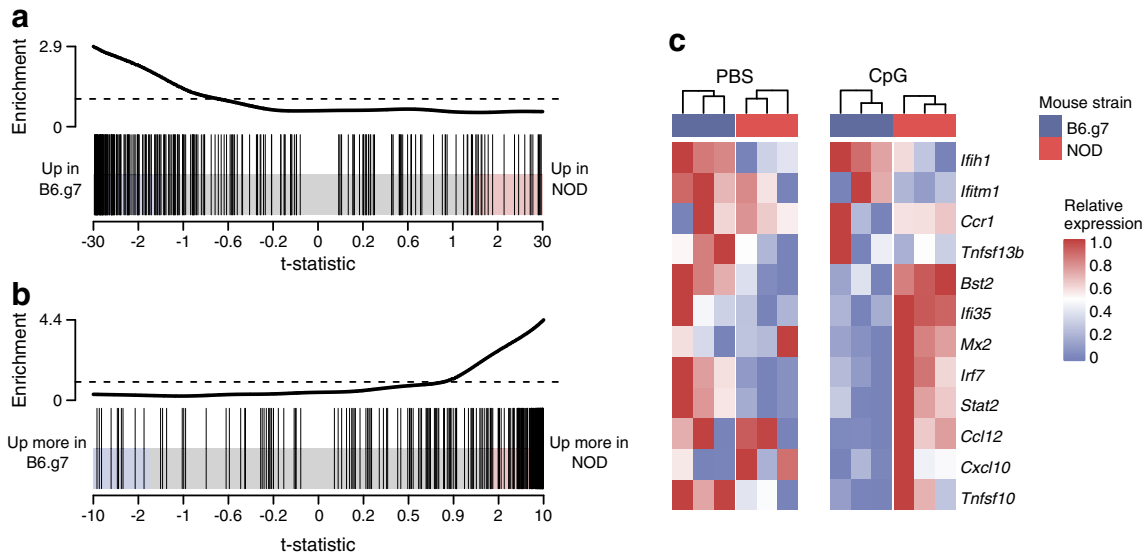 a
Enrichment
2.9
0
Up in
B6.g7
Up in
NOD
-30 -2 -1 -0.6 -0.2 0 0.2 0.6 1 2 30
t-statistic
b
Enrichment
4.4
0
Up more in
B6.g7
Up more in
NOD
-10 -2 -1 -0.6 -0.2 0 0.2 0.5 0.9 2 10
t-statistic
c
PBS CpG
Ifih1
Ifitm1
Ccr1
Tnfsf13b
Bst2
Ifi35
Mx2
Irf7
Stat2
Ccl12
Cxcl10
Tnfsf10
Mouse strain
B6.g7
NOD
Relative
expression
1.0
0.8
0.6
0.4
0.2
0